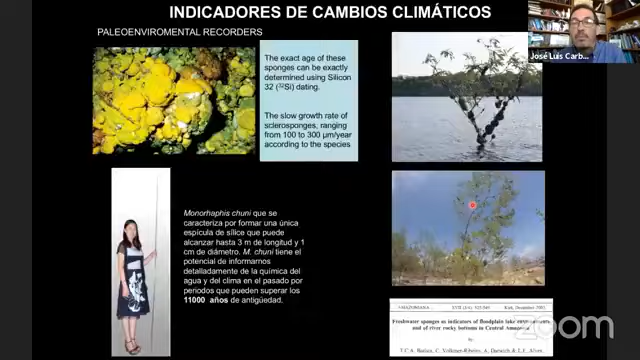 INDICADORES DE CAMBIOS CLIMÁTICOS
PALEOENVIROMENTAL RECORDERS
José Luis Carb...
The exact age of these
sponges can be exactly
determined using Silicon
32 (³²Si) dating.
The slow growth rate of
sclerosponges, ranging
from 100 to 300 µm/year
according to the species
Monorhaphis chuni que se
caracteriza por formar una única
espícula de sílice que puede
alcanzar hasta 3 m de longitud y 1
cm de diámetro. M. chuni tiene el
potencial de informarnos
detalladamente de la química del
agua y del clima en el pasado por
periodos que pueden superar los
11000 años de antigüedad.
AMAZONIANA
Freshwater sponges as indicators of floodplain lake environments
and of river rocky bottoms in Central Amazonia
by
zoom